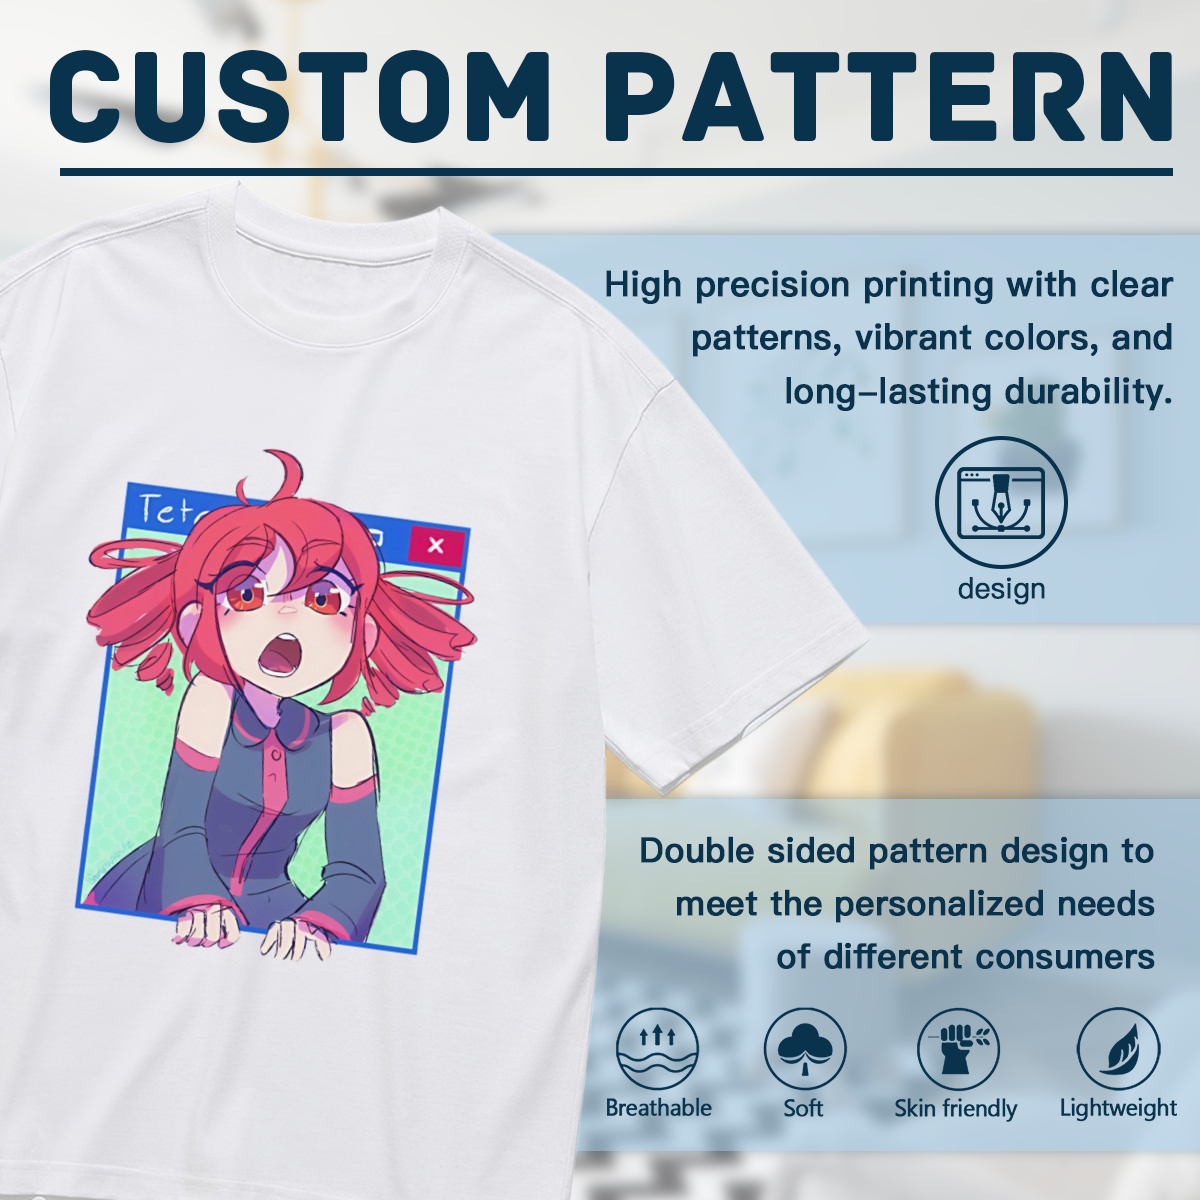 CUSTOM PATTERN
High precision printing with clear
patterns, vibrant colors, and
long-lasting durability.
design
Double sided pattern design to
meet the personalized needs
of different consumers
Breathable
Soft
Skin friendly
Lightweight